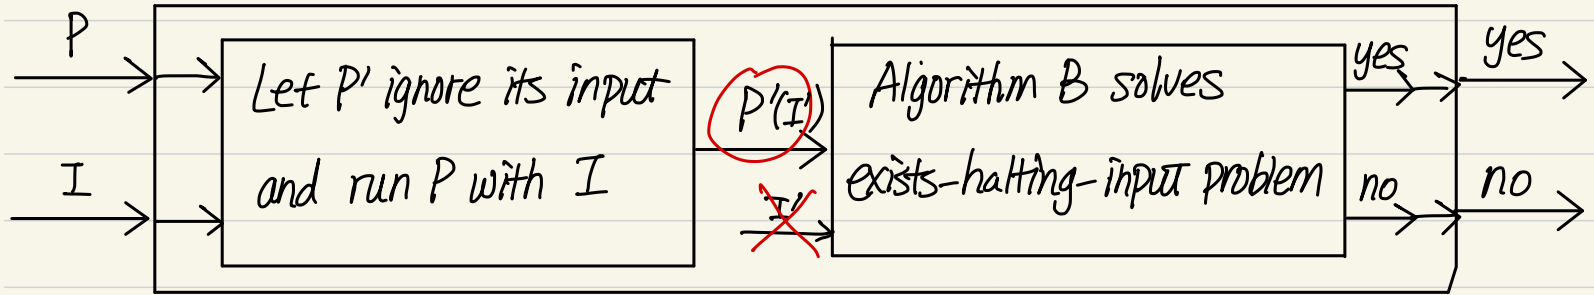 P
I
Let P' ignore its input
and run P with I
P'(I')
I'
Algorithm B solves
exists-halting-input problem
yes
no
yes
no